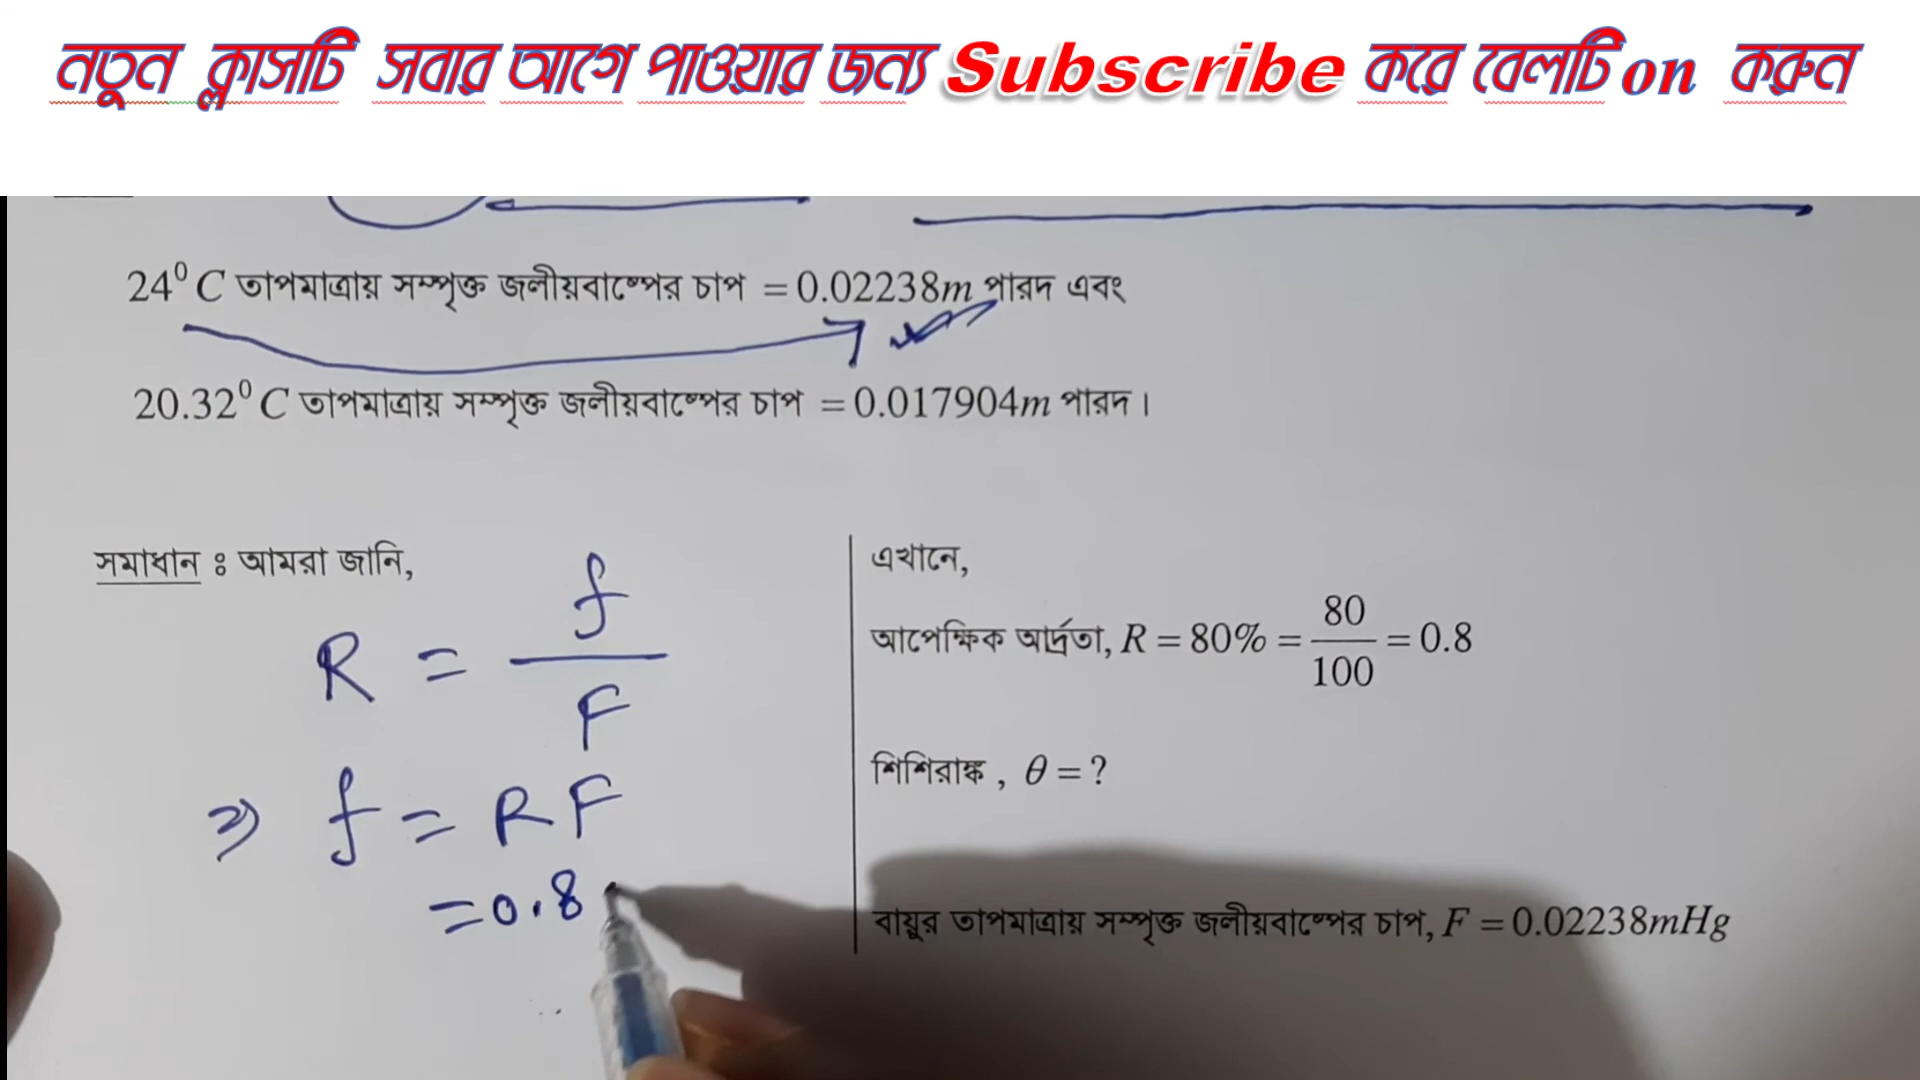 নতুন ক্লাসটি সবার আগে পাওয়ার জন্য Subscribe করে বেলটি on করুন
24⁰ C তাপমাত্রায় সম্পৃক্ত জলীয়বাষ্পের চাপ = 0.02238m পারদ এবং
20.32⁰ C তাপমাত্রায় সম্পৃক্ত জলীয়বাষ্পের চাপ = 0.017904m পারদ।
সমাধান ঃ আমরা জানি,
R = f/F
⇒ f = RF
= 0.8
এখানে,
আপেক্ষিক আর্দ্রতা, R = 80% = 80/100 = 0.8
শিশিরাঙ্ক , θ = ?
বায়ুর তাপমাত্রায় সম্পৃক্ত জলীয়বাষ্পের চাপ, F = 0.02238mHg